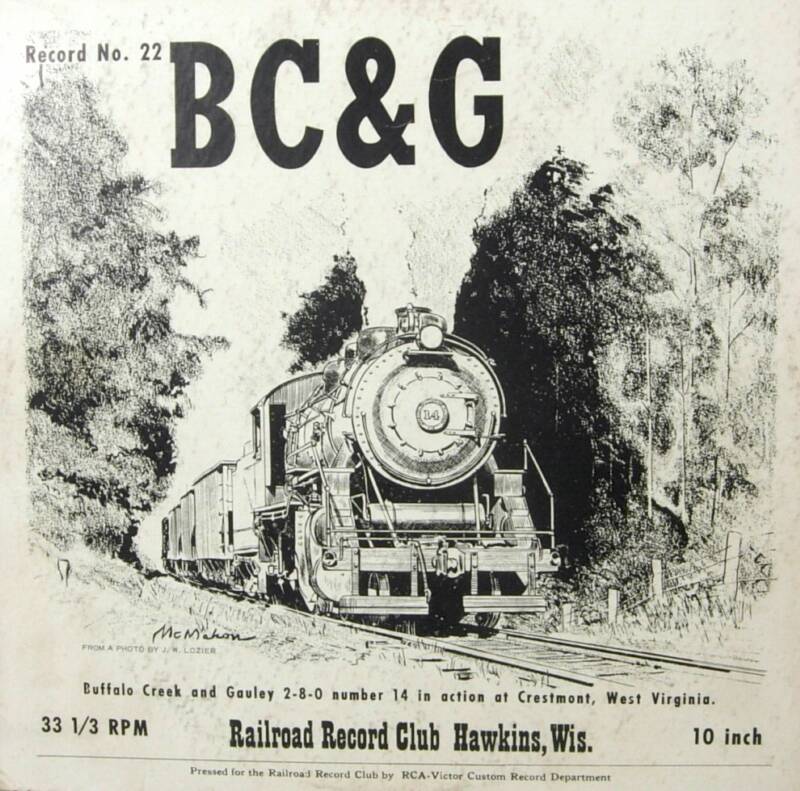 Record No. 22
BC&G
14
McMahon
FROM A PHOTO BY J. W. LOZIER
Buffalo Creek and Gauley 2-8-0 number 14 in action at Crestmont, West Virginia.
33 1/3 RPM
Railroad Record Club Hawkins, Wis.
10 inch
Pressed for the Railroad Record Club by RCA-Victor Custom Record Department